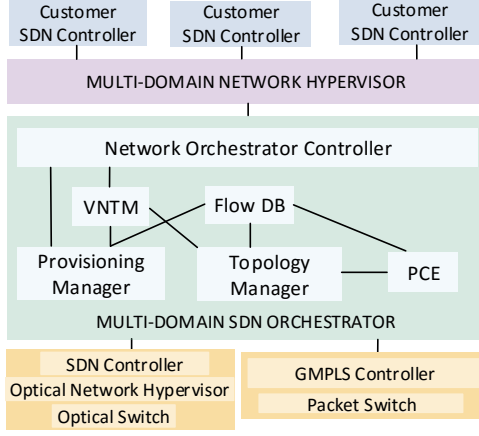 Customer
SDN Controller
Customer
SDN Controller
Customer
SDN Controller
MULTI-DOMAIN NETWORK HYPERVISOR
Network Orchestrator Controller
VNTM
Flow DB
Provisioning
Manager
Topology
Manager
PCE
MULTI-DOMAIN SDN ORCHESTRATOR
SDN Controller
Optical Network Hypervisor
Optical Switch
GMPLS Controller
Packet Switch